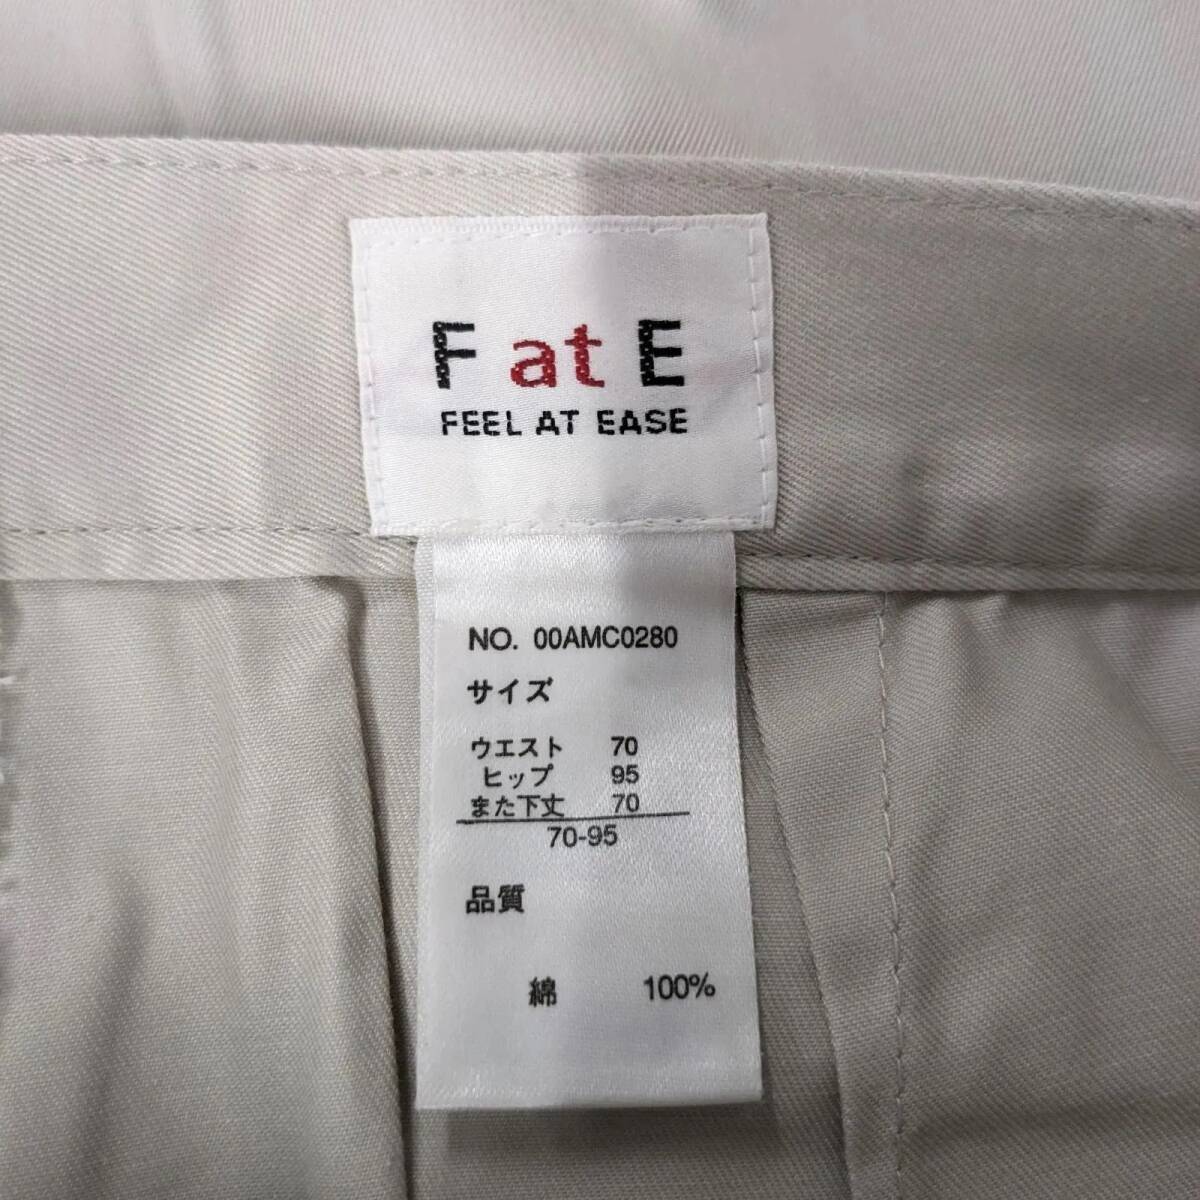 F at E
FEEL AT EASE
NO. 00AMC0280
サイズ
ウエスト 70
ヒップ 95
また下丈 70
70-95
品質
綿 100%